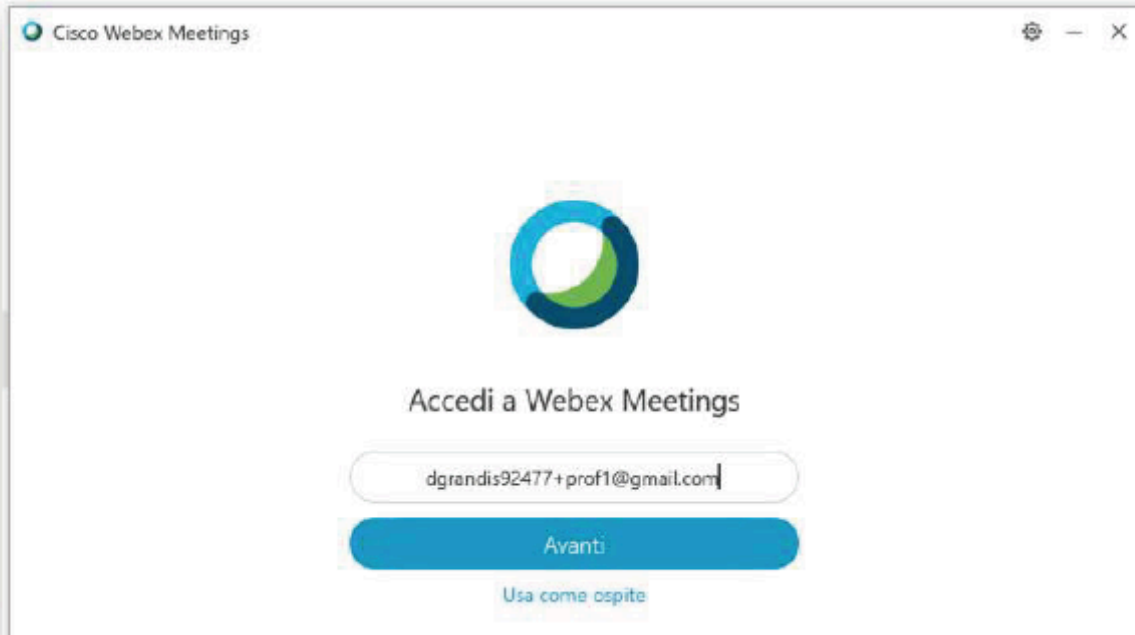 Cisco Webex Meetings
Accedi a Webex Meetings
dgrandis92477+prof1@gmail.com
Avanti
Usa come ospite